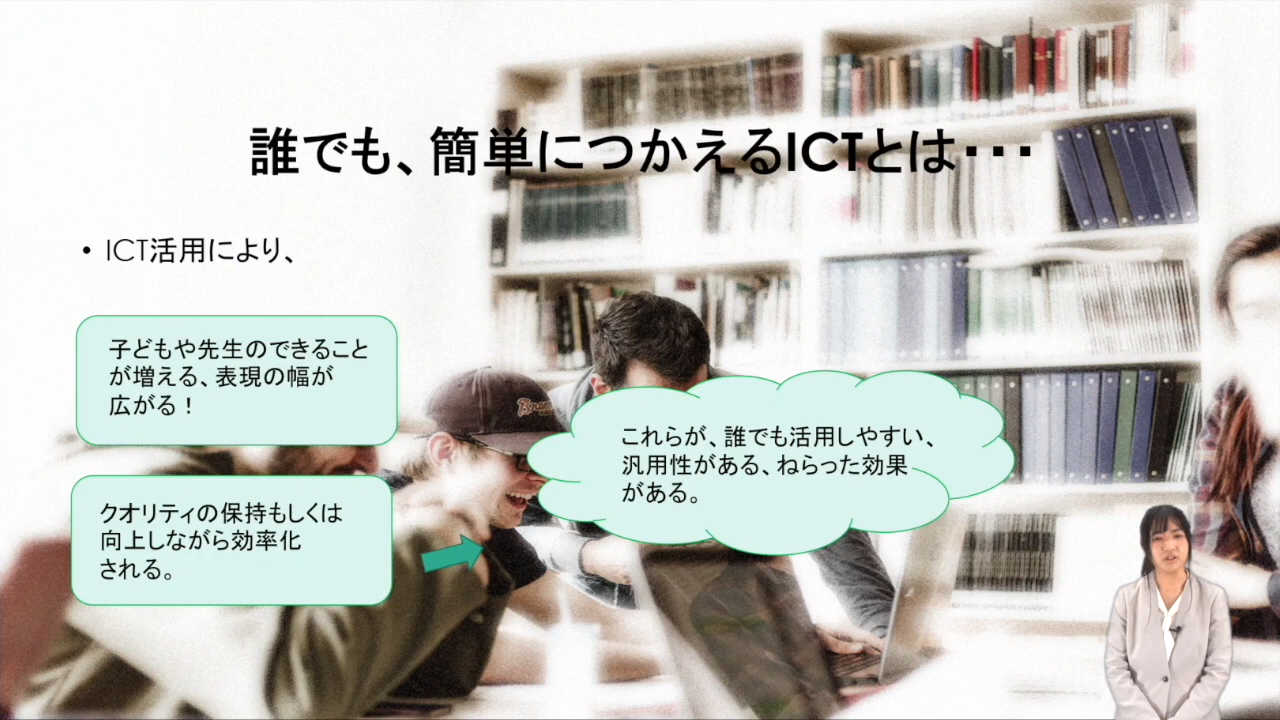 誰でも、簡単につかえるICTとは・・・
• ICT活用により、
子どもや先生のできること
が増える、表現の幅が
広がる！
クオリティの保持もしくは
向上しながら効率化
される。
これらが、誰でも活用しやすい、
汎用性がある、ねらった効果
がある。